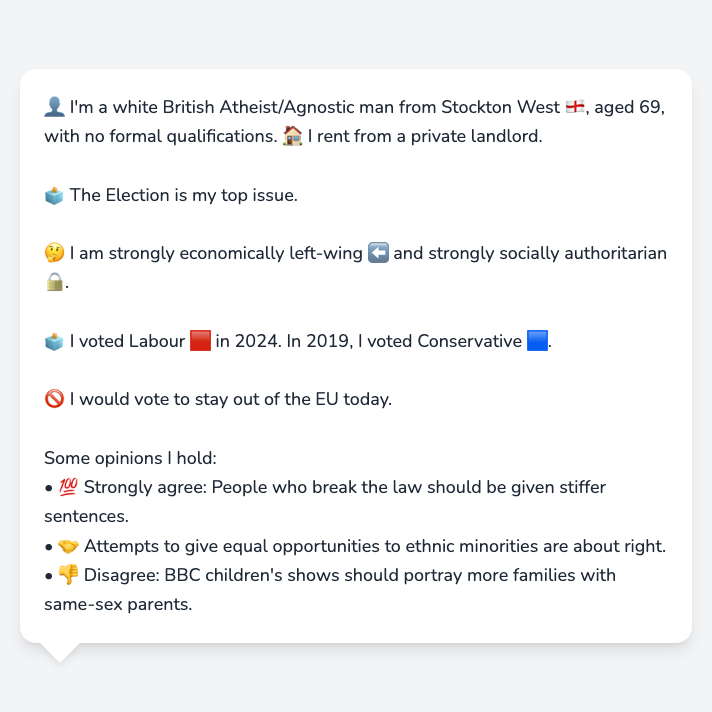 👤 I'm a white British Atheist/Agnostic man from Stockton West 🏴󠁧󠁢󠁥󠁮󠁧󠁿, aged 69,
with no formal qualifications. 🏠 I rent from a private landlord.
🗳️ The Election is my top issue.
🤔 I am strongly economically left-wing ⬅️ and strongly socially authoritarian
🔒.
🗳️ I voted Labour 🟥 in 2024. In 2019, I voted Conservative 🟦.
🚫 I would vote to stay out of the EU today.
Some opinions I hold:
• 💯 Strongly agree: People who break the law should be given stiffer
sentences.
• 🤝 Attempts to give equal opportunities to ethnic minorities are about right.
• 👎 Disagree: BBC children's shows should portray more families with
same-sex parents.